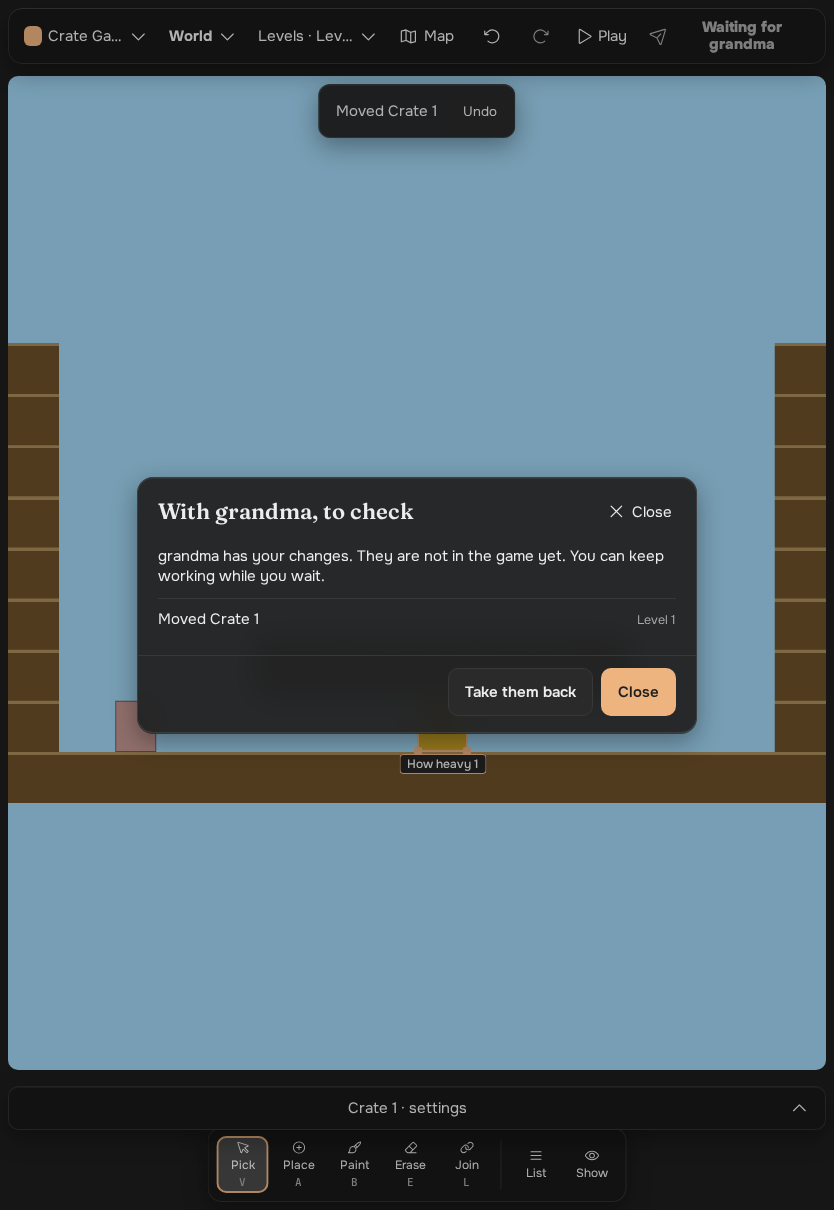 Crate Ga...
World
Levels · Lev...
Map
Play
Waiting for
grandma
Moved Crate 1
Undo
With grandma, to check
Close
grandma has your changes. They are not in the game yet. You can keep
working while you wait.
Moved Crate 1
Level 1
Take them back
Close
How heavy 1
Crate 1 · settings
Pick
Place
Paint
Erase
Join
List
Show
V
A
B
E
L